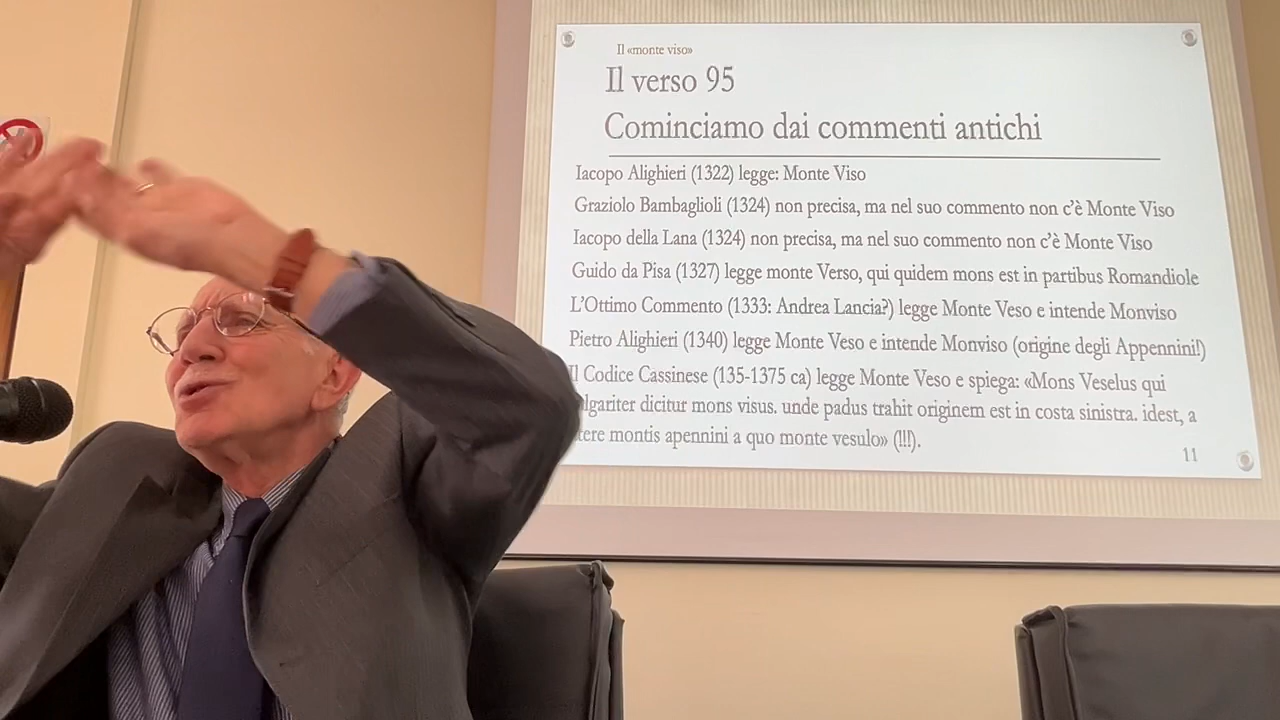 Il «monte viso»
Il verso 95
Cominciamo dai commenti antichi
Iacopo Alighieri (1322) legge: Monte Viso
Graziolo Bambaglioli (1324) non precisa, ma nel suo commento non c’è Monte Viso
Iacopo della Lana (1324) non precisa, ma nel suo commento non c’è Monte Viso
Guido da Pisa (1327) legge monte Verso, qui quidem mons est in partibus Romandiole
L’Ottimo Commento (1333: Andrea Lancia?) legge Monte Veso e intende Monviso
Pietro Alighieri (1340) legge Monte Veso e intende Monviso (origine degli Appennini!)
Il Codice Cassinese (135-1375 ca) legge Monte Veso e spiega: «Mons Veselus qui
dicitur mons visus. unde padus trahit originem est in costa sinistra. idest, a
montis apennini a quo monte vesulo» (!!!).
11